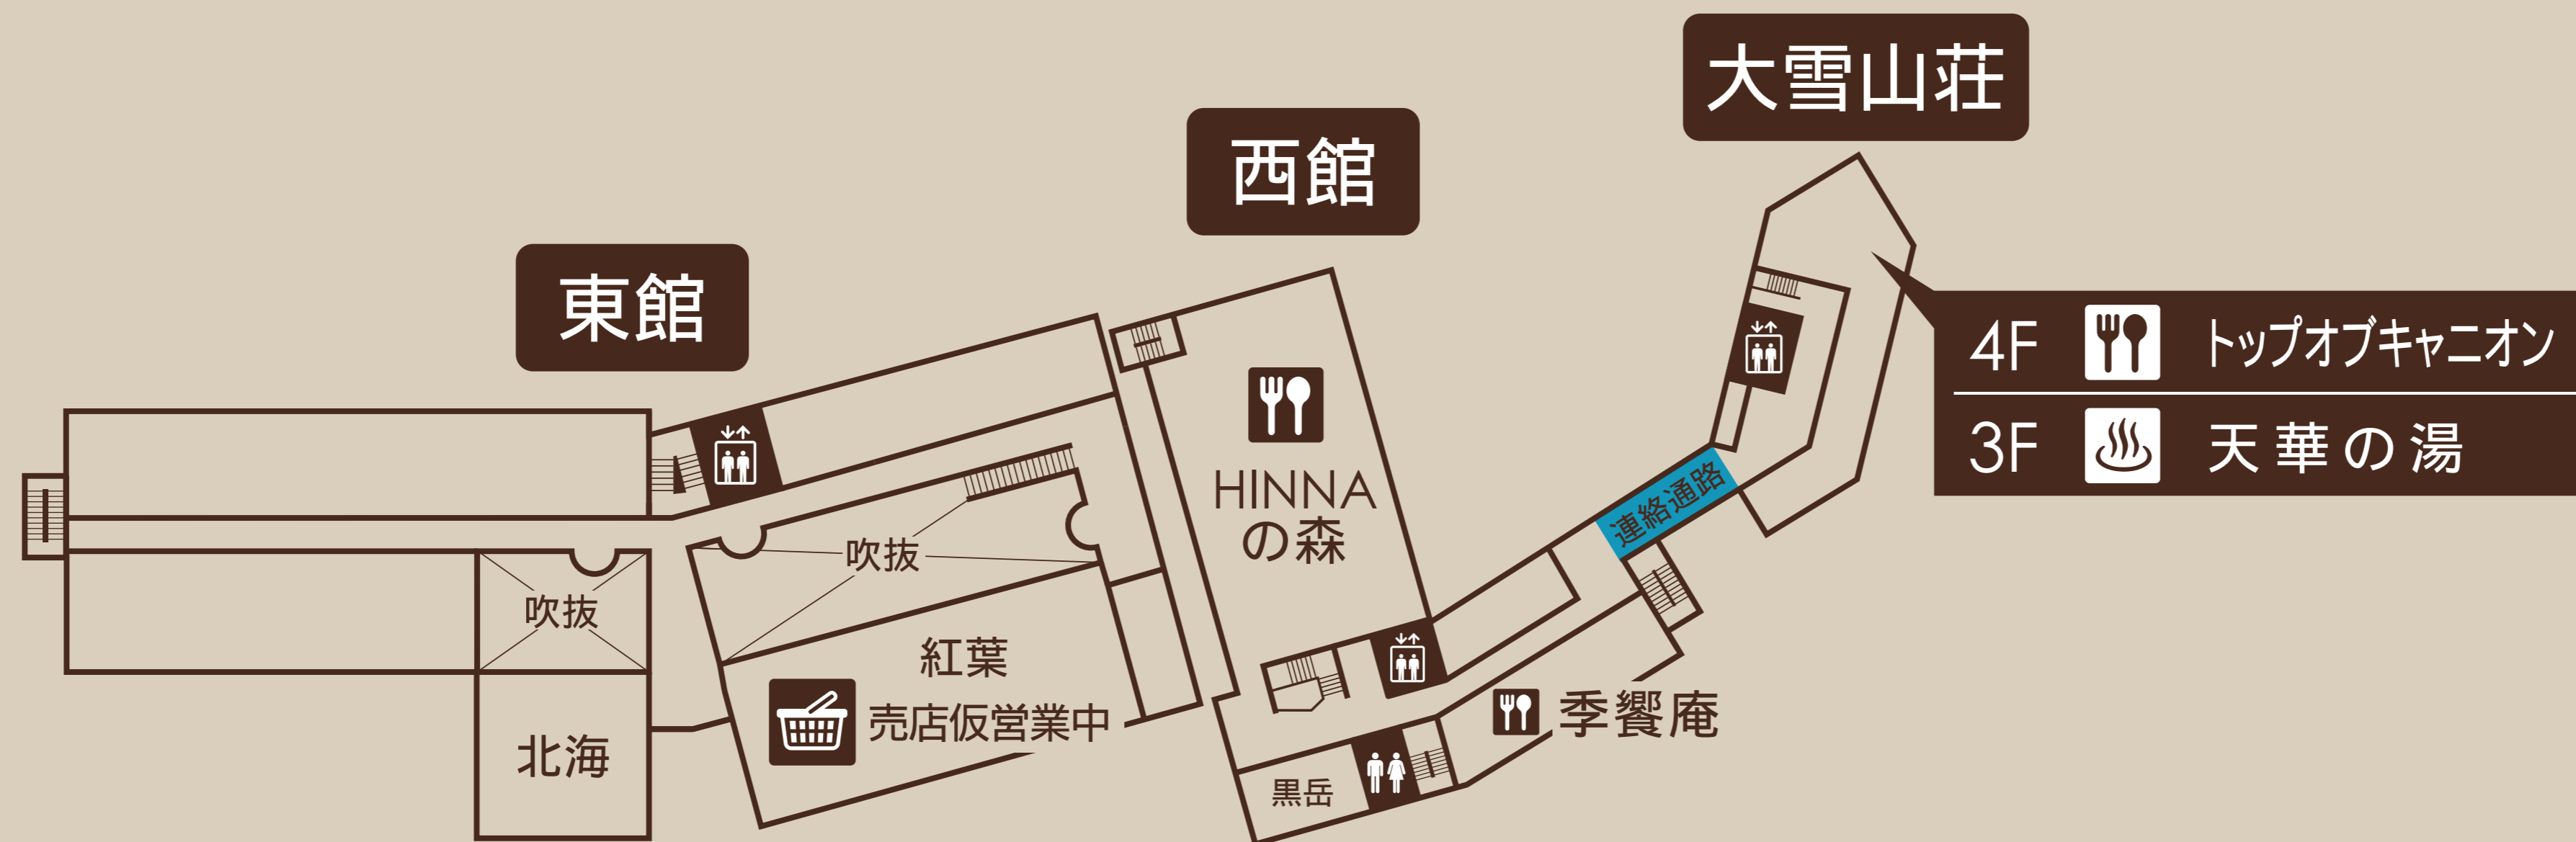 大雪山荘
西館
東館
4F トップオブキャニオン
3F 天華の湯
HINNA
の森
連絡通路
吹抜
吹抜
紅葉
売店仮営業中
季饗庵
北海
黒岳